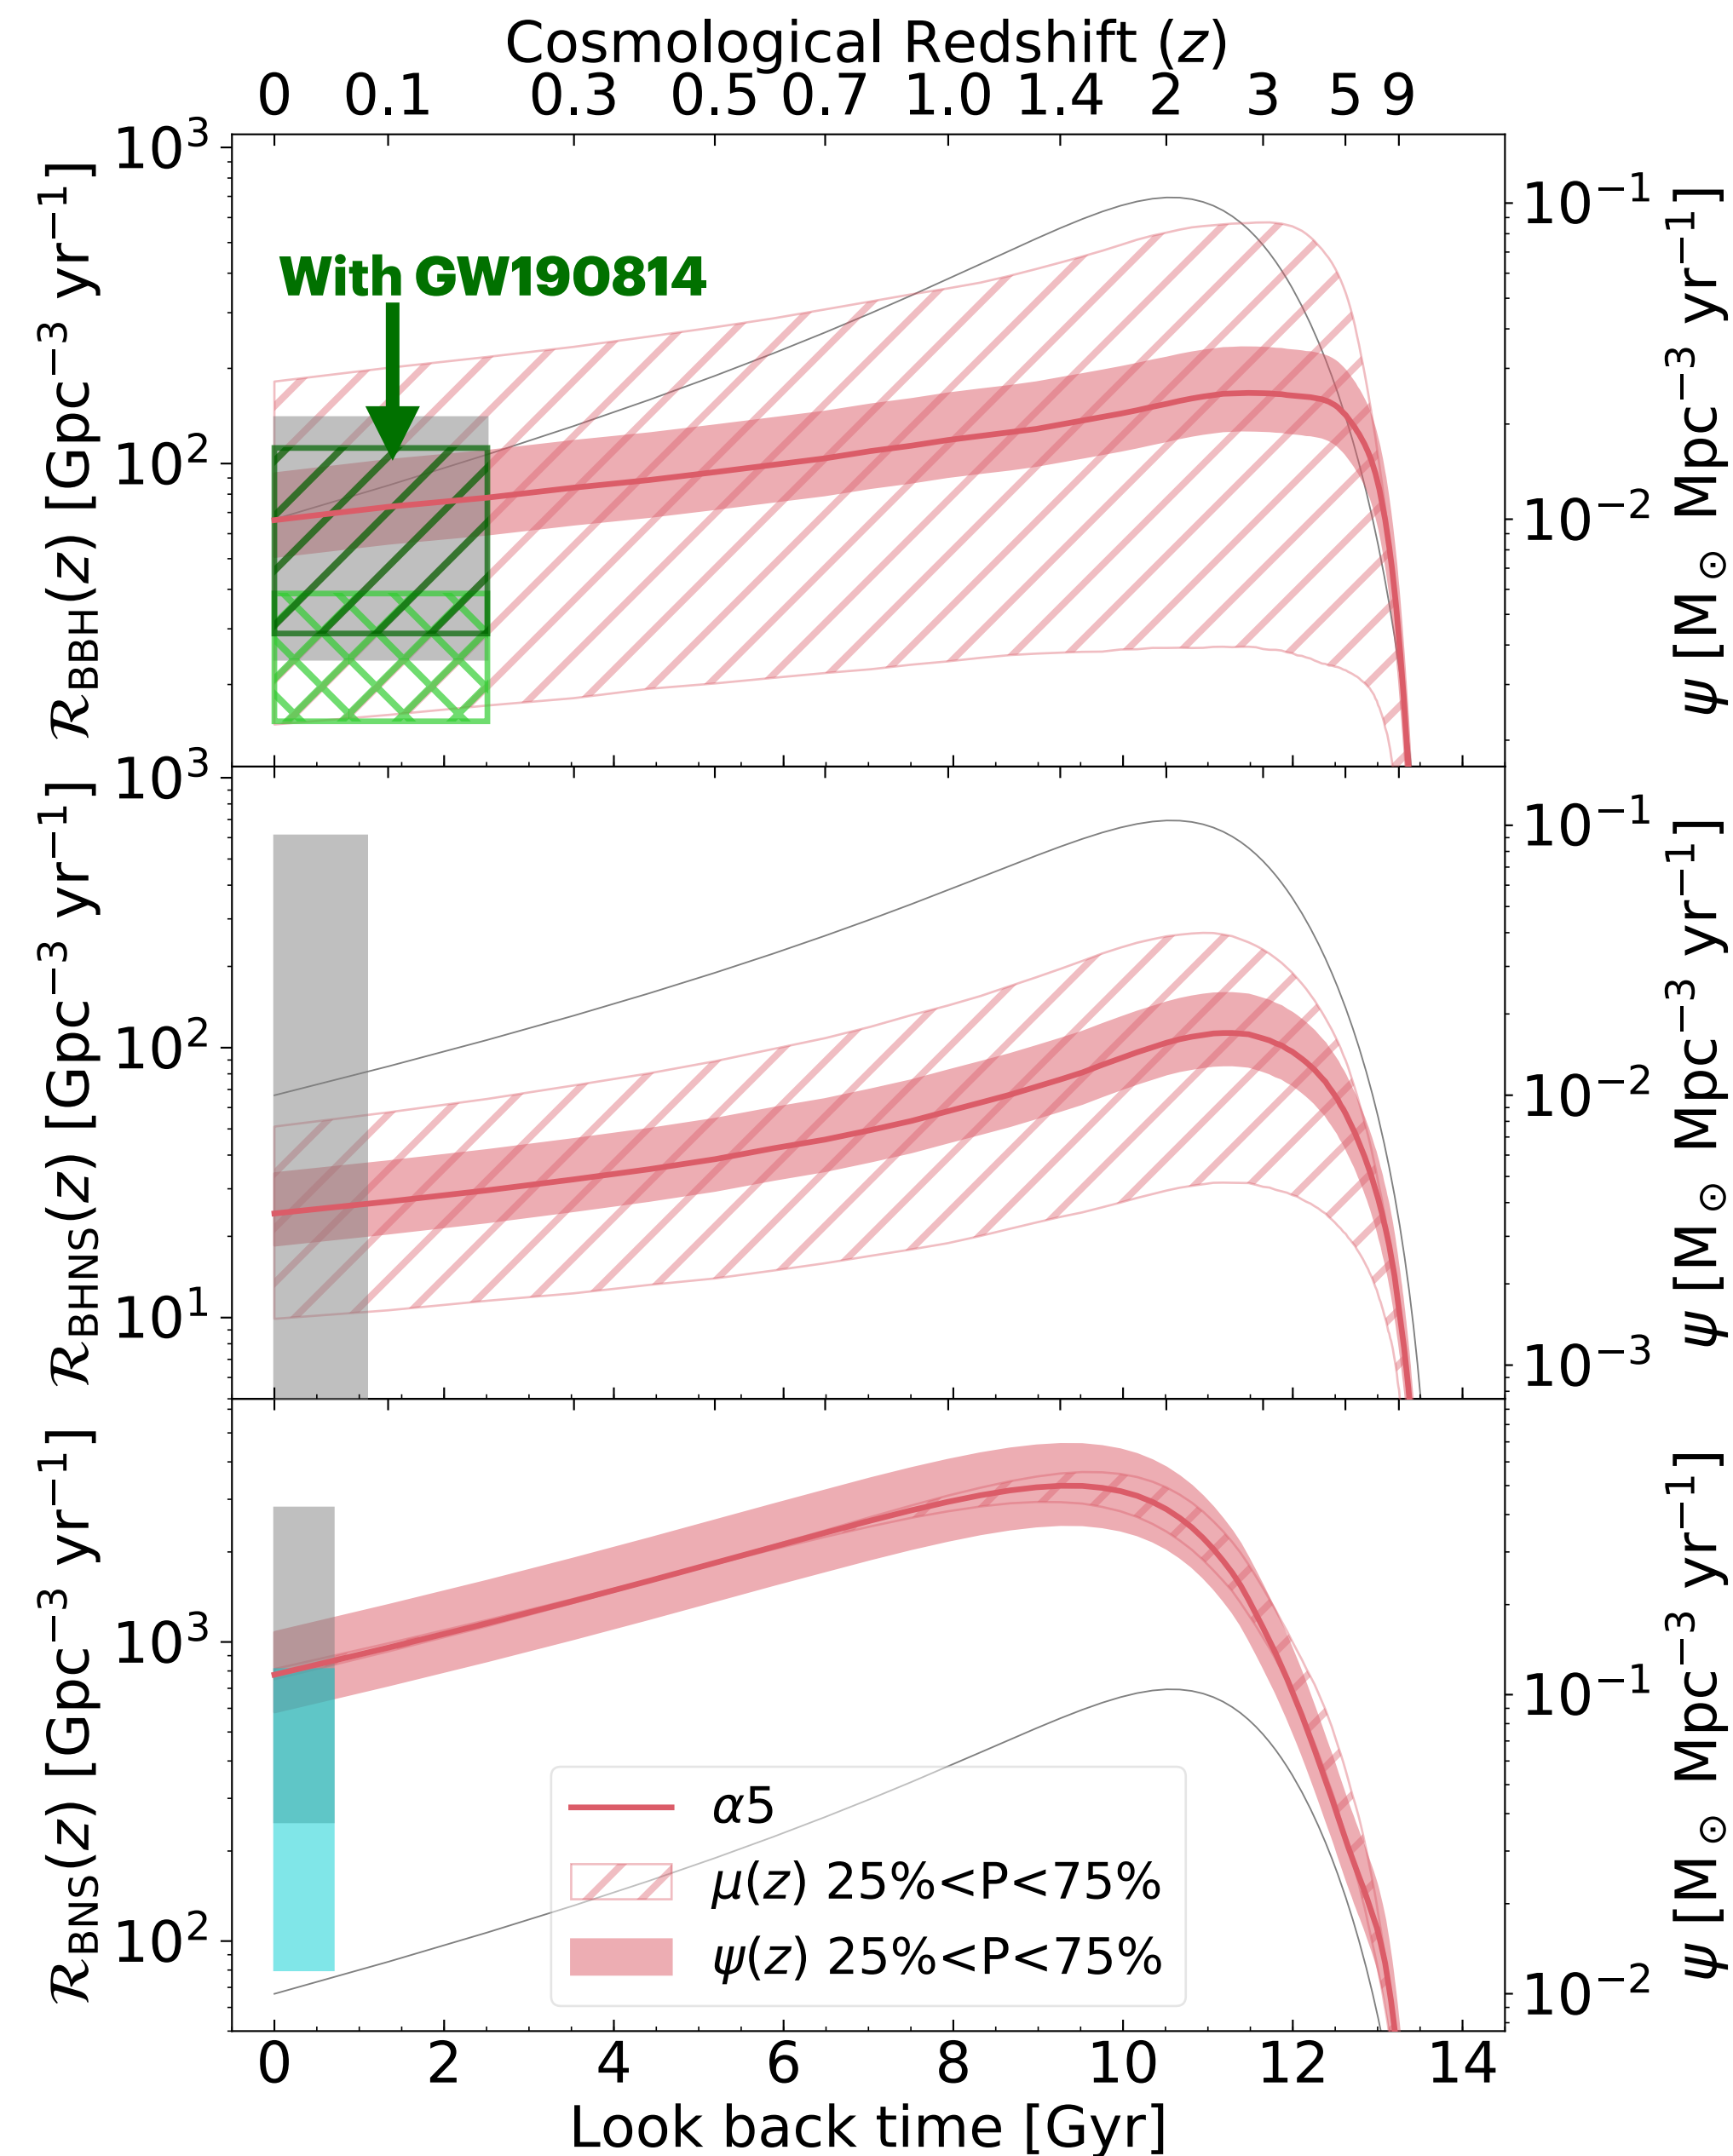 Cosmological Redshift (z)
0 0.1 0.3 0.5 0.7 1.0 1.4 2 3 5 9
ℛ_BBH(z) [Gpc⁻³ yr⁻¹]
10³
10²
With GW190814
10⁻¹
10⁻²
ψ [M⊙ Mpc⁻³ yr⁻¹]
ℛ_BHNS(z) [Gpc⁻³ yr⁻¹]
10³
10²
10¹
10⁻¹
10⁻²
10⁻³
ψ [M⊙ Mpc⁻³ yr⁻¹]
ℛ_BNS(z) [Gpc⁻³ yr⁻¹]
10³
10²
α5
μ(z) 25%<P<75%
ψ(z) 25%<P<75%
10⁻¹
10⁻²
ψ [M⊙ Mpc⁻³ yr⁻¹]
0 2 4 6 8 10 12 14
Look back time [Gyr]